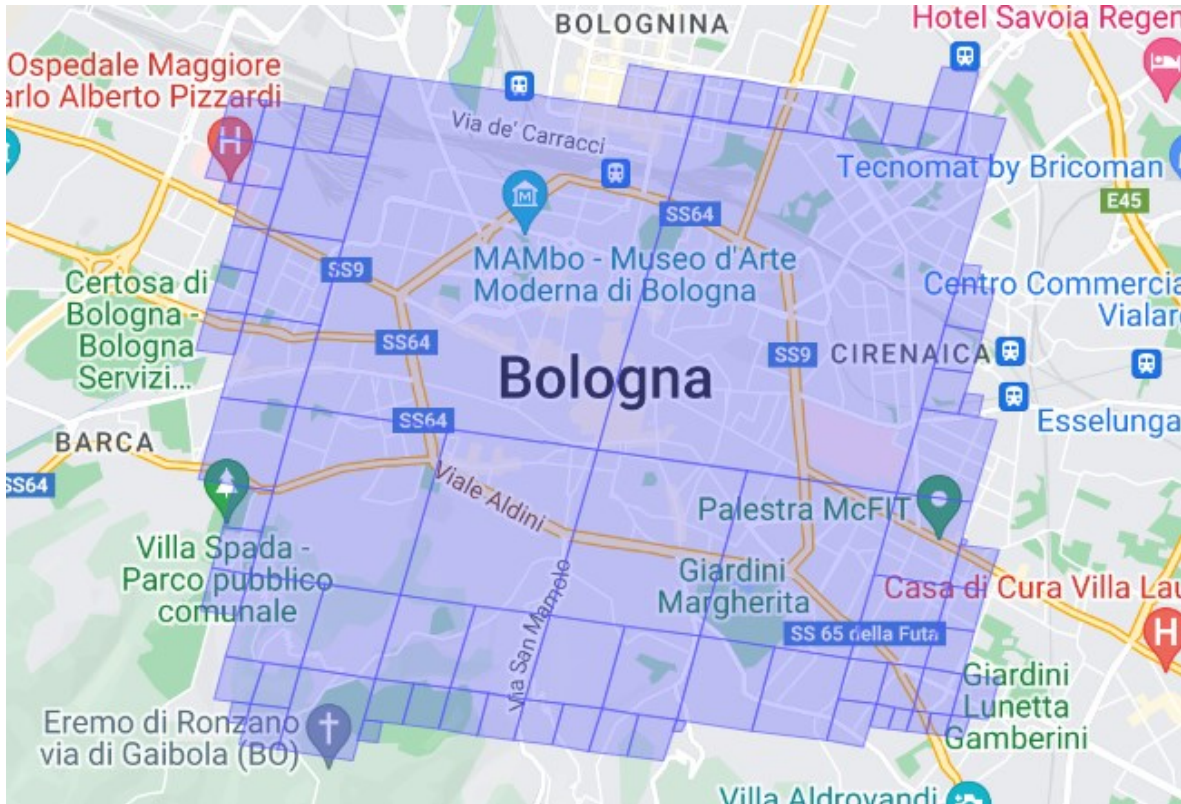 BOLOGNINA
Hotel Savoia Regen
Ospedale Maggiore
arlo Alberto Pizzardi
H
Via de' Carracci
Tecnomat by Bricoman
E45
SS64
M
MAMbo - Museo d'Arte
Moderna di Bologna
SS9
Certosa di
Bologna -
Bologna
Servizi...
Centro Commercia
Vialar
SS64
SS9
CIRENAICA
Bologna
SS64
Esselunga
BARCA
SS64
Viale Aldini
Palestra McFIT
Villa Spada -
Parco pubblico
comunale
Via San Mamolo
Giardini
Margherita
Casa di Cura Villa Lau
H
SS 65 della Futa
Giardini
Lunetta
Gamberini
Eremo di Ronzano
via di Gaibola (BO)
Villa Aldrovandi